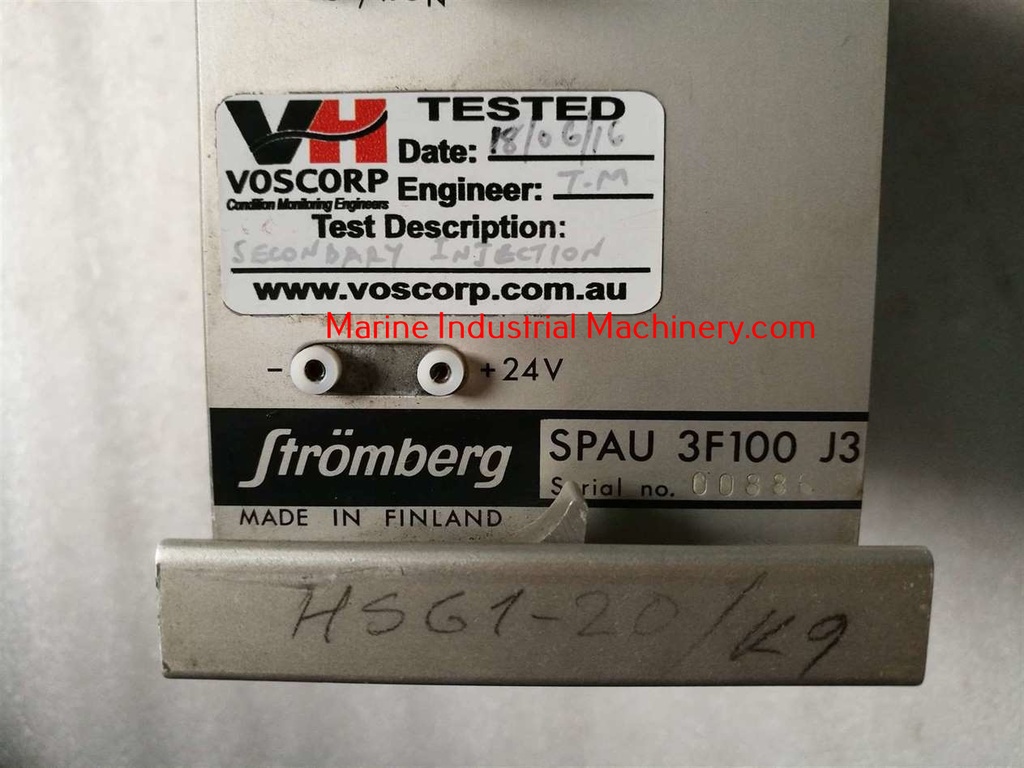 VH TESTED
Date: 18/06/16
VOSCORP
Engineer: T-M
Condition Monitoring Engineers
Test Description:
SECONDARY INJECTION
www.voscorp.com.au
Marine Industrial Machinery.com
- +24V
Strömberg SPAU 3F100 J3
Serial no. 00886
MADE IN FINLAND
HSG1-20/K9